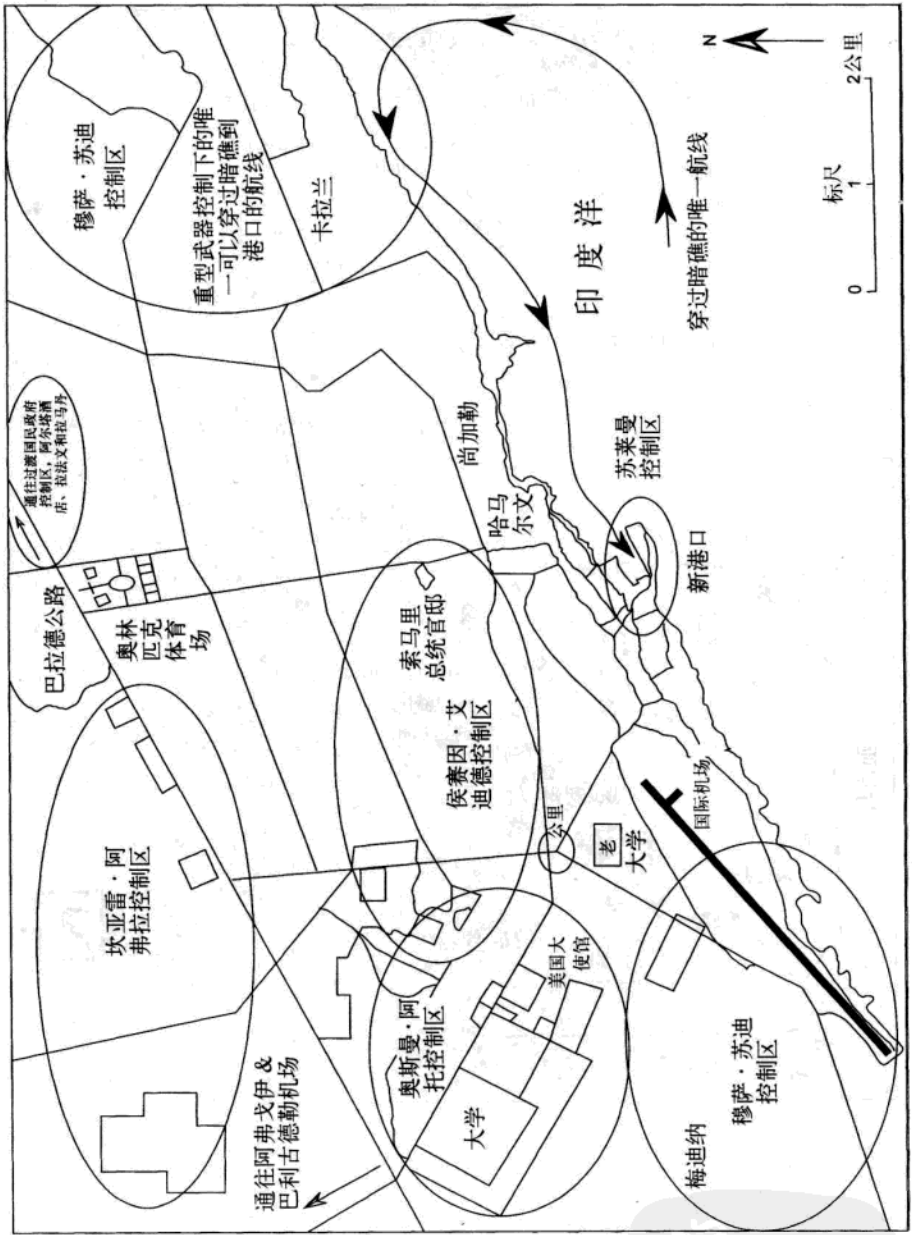 穆萨·苏迪
控制区
重型武器控制下的唯
一可以穿过暗礁到
港口的航线
卡拉兰
N
2公里
1
0
标尺
印度洋
穿过暗礁的唯一航线
通往过渡国民政府
控制区，阿尔塔酒
店、拉法文和拉马丹
巴拉德公路
奥林
匹克
体育
场
尚加勒
哈马
尔文
苏莱曼
控制区
新港口
索马里
总统官邸
侯赛因·艾
迪德控制区
坎亚雷·阿
弗拉控制区
公里
老
大学
国际机场
美国大
使馆
奥斯曼·阿
托控制区
大学
通往阿弗戈伊&
巴利古德勒机场
穆萨·苏迪
控制区
梅迪纳